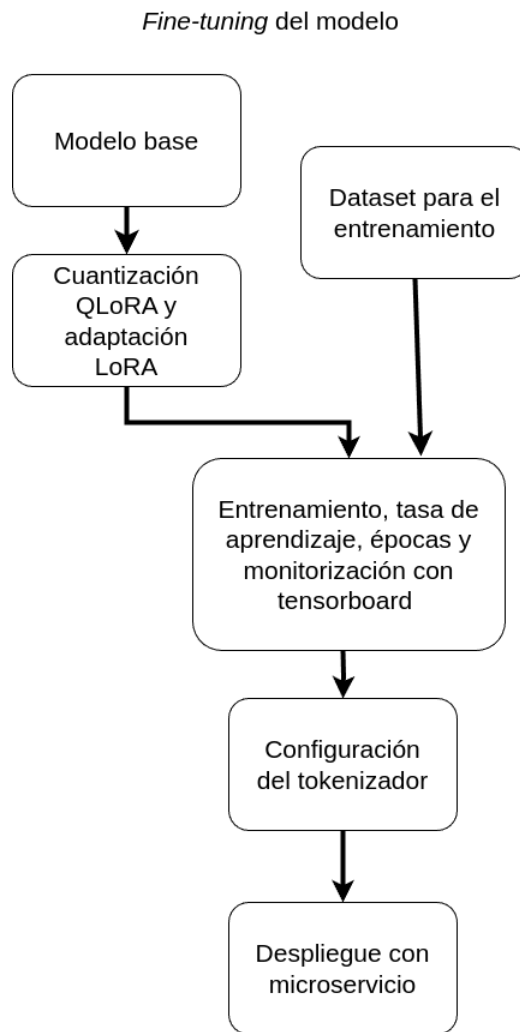 Fine-tuning del modelo
Modelo base
Dataset para el
entrenamiento
Cuantización
QLoRA y
adaptación
LoRA
Entrenamiento, tasa de
aprendizaje, épocas y
monitorización con
tensorboard
Configuración
del tokenizador
Despliegue con
microservicio